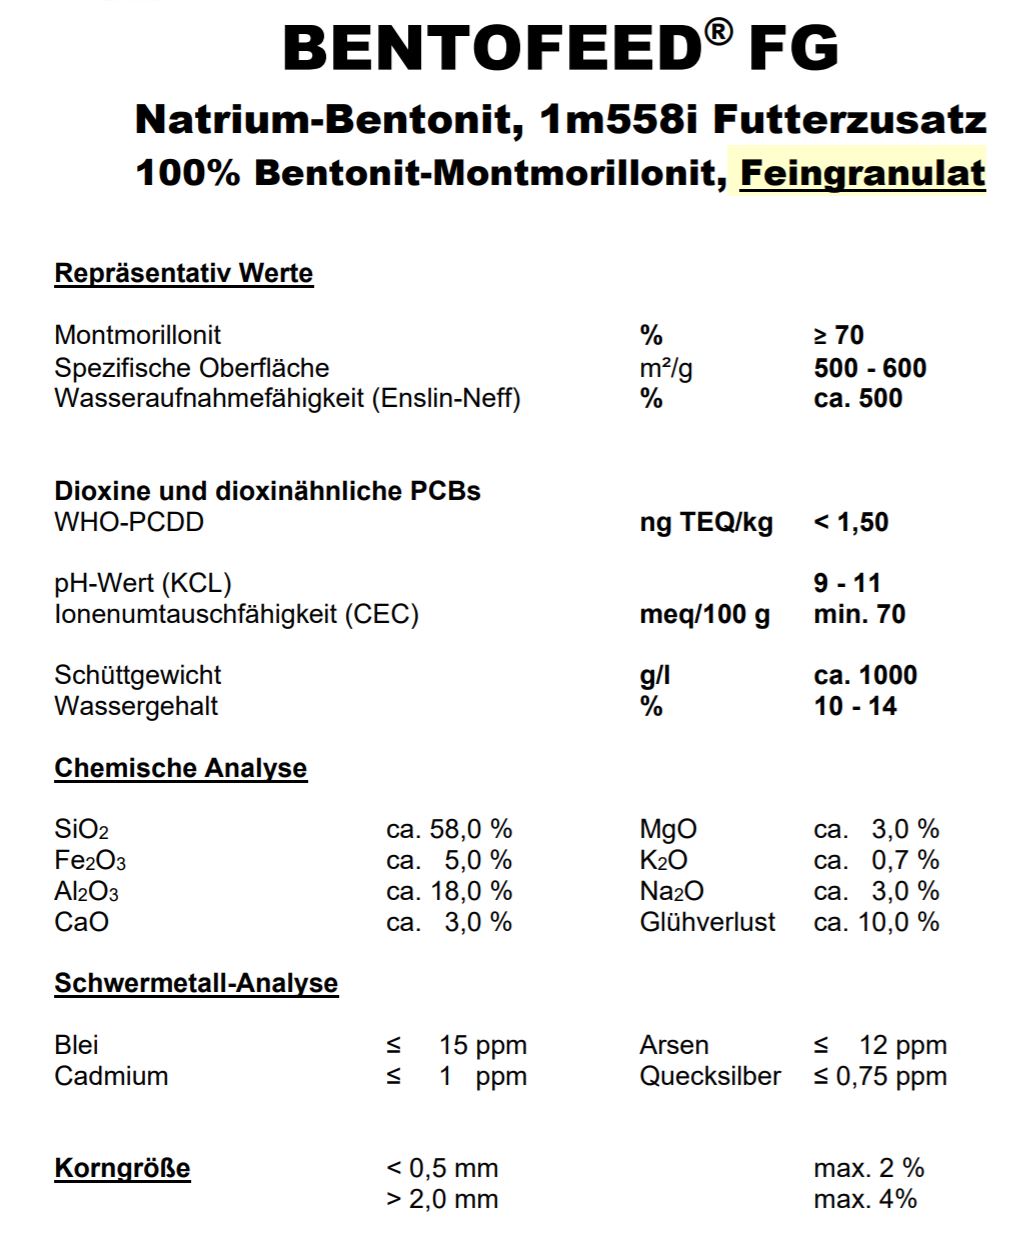 BENTOFEED® FG
Natrium-Bentonit, 1m558i Futterzusatz
100% Bentonit-Montmorillonit, Feingranulat
Repräsentativ Werte
Montmorillonit % ≥ 70
Spezifische Oberfläche m²/g 500 - 600
Wasseraufnahmefähigkeit (Enslin-Neff) % ca. 500
Dioxine und dioxinähnliche PCBs
WHO-PCDD ng TEQ/kg < 1,50
pH-Wert (KCL) 9 - 11
Ionenumtauschfähigkeit (CEC) meq/100 g min. 70
Schüttgewicht g/l ca. 1000
Wassergehalt % 10 - 14
Chemische Analyse
SiO2 ca. 58,0 % MgO ca. 3,0 %
Fe2O3 ca. 5,0 % K2O ca. 0,7 %
Al2O3 ca. 18,0 % Na2O ca. 3,0 %
CaO ca. 3,0 % Glühverlust ca. 10,0 %
Schwermetall-Analyse
Blei ≤ 15 ppm Arsen ≤ 12 ppm
Cadmium ≤ 1 ppm Quecksilber ≤ 0,75 ppm
Korngröße < 0,5 mm max. 2 %
> 2,0 mm max. 4%